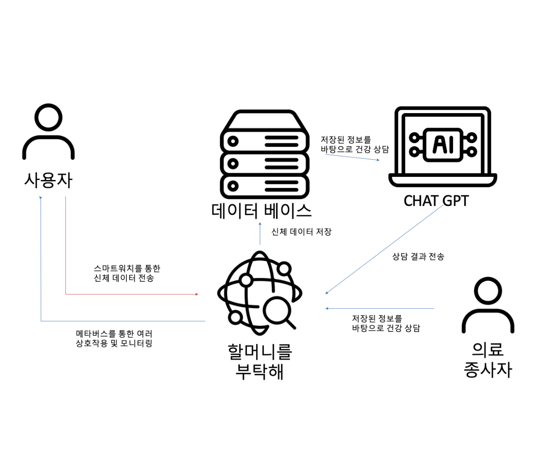 저장된 정보를
바탕으로 건강 상담
AI
사용자
데이터 베이스
CHAT GPT
신체 데이터 저장
상담 결과 전송
스마트워치를 통한
신체 데이터 전송
저장된 정보를
바탕으로 건강 상담
메타버스를 통한 여러
상호작용 및 모니터링
할머니를
부탁해
의료
종사자